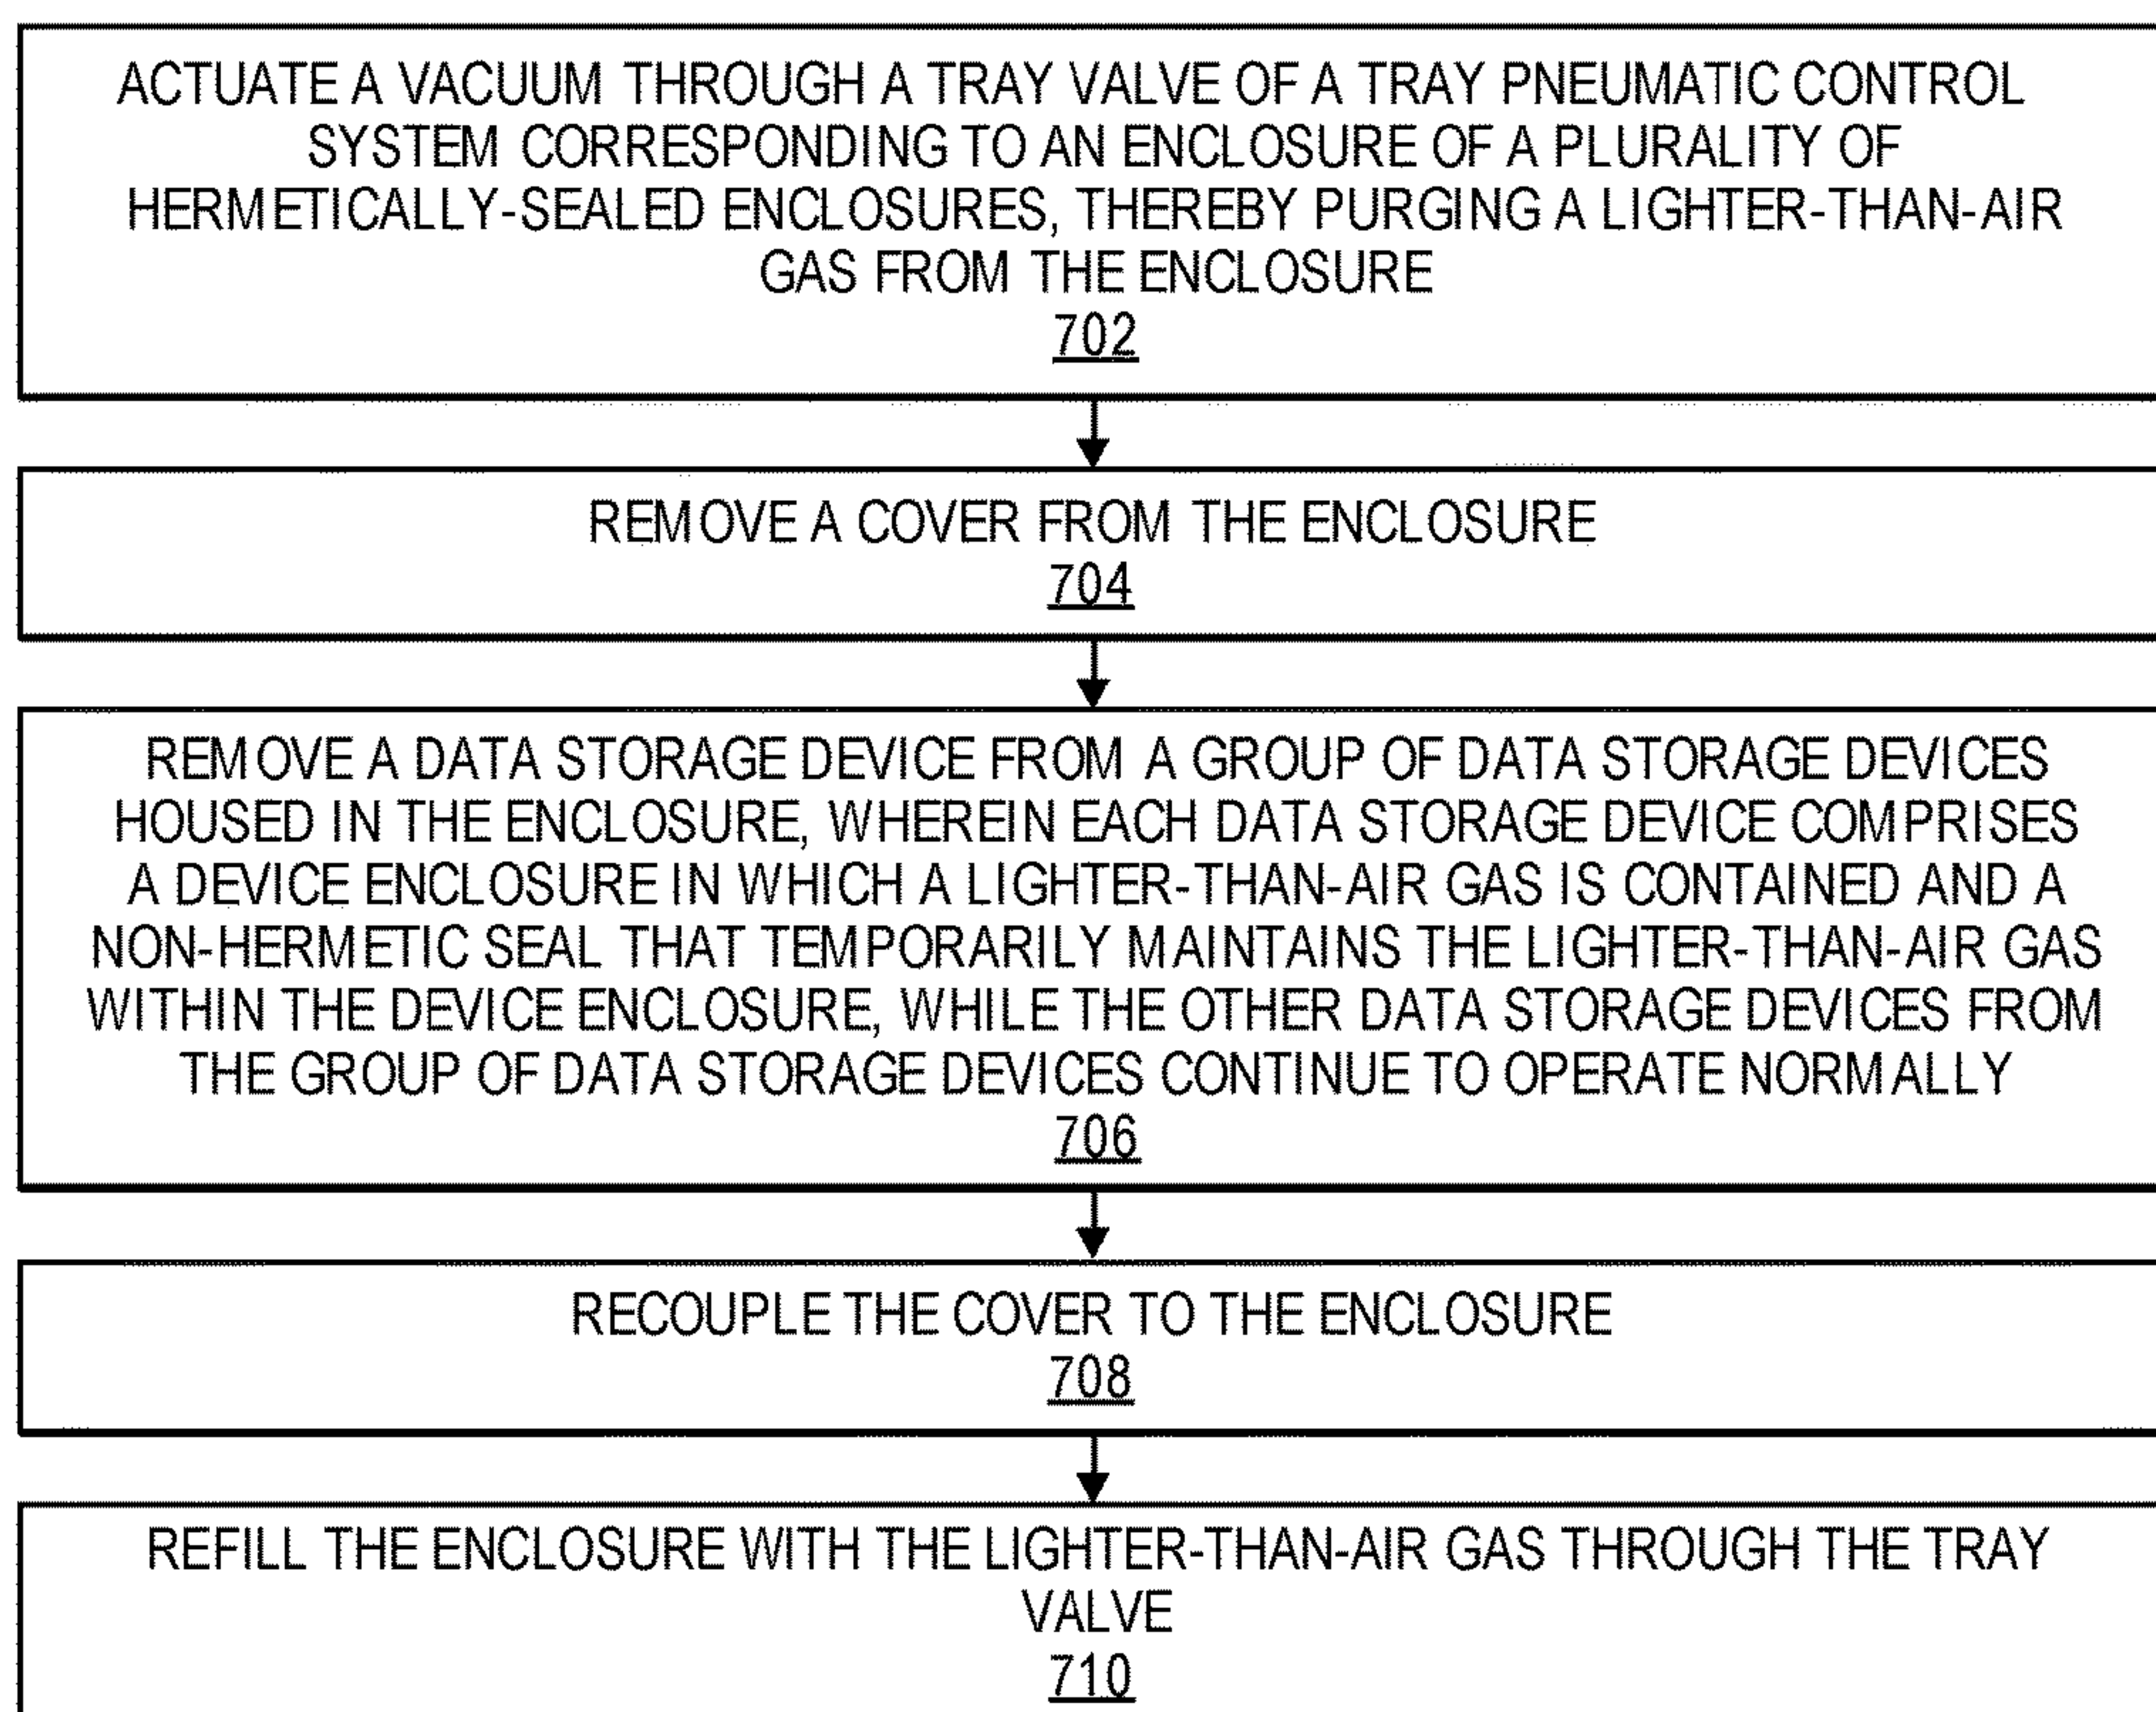 ACTUATE A VACUUM THROUGH A TRAY VALVE OF A TRAY PNEUMATIC CONTROL
SYSTEM CORRESPONDING TO AN ENCLOSURE OF A PLURALITY OF
HERMETICALLY-SEALED ENCLOSURES, THEREBY PURGING A LIGHTER-THAN-AIR
GAS FROM THE ENCLOSURE
702
REMOVE A COVER FROM THE ENCLOSURE
704
REMOVE A DATA STORAGE DEVICE FROM A GROUP OF DATA STORAGE DEVICES
HOUSED IN THE ENCLOSURE, WHEREIN EACH DATA STORAGE DEVICE COMPRISES
A DEVICE ENCLOSURE IN WHICH A LIGHTER-THAN-AIR GAS IS CONTAINED AND A
NON-HERMETIC SEAL THAT TEMPORARILY MAINTAINS THE LIGHTER-THAN-AIR GAS
WITHIN THE DEVICE ENCLOSURE, WHILE THE OTHER DATA STORAGE DEVICES FROM
THE GROUP OF DATA STORAGE DEVICES CONTINUE TO OPERATE NORMALLY
706
RECOUPLE THE COVER TO THE ENCLOSURE
708
REFILL THE ENCLOSURE WITH THE LIGHTER-THAN-AIR GAS THROUGH THE TRAY
VALVE
710